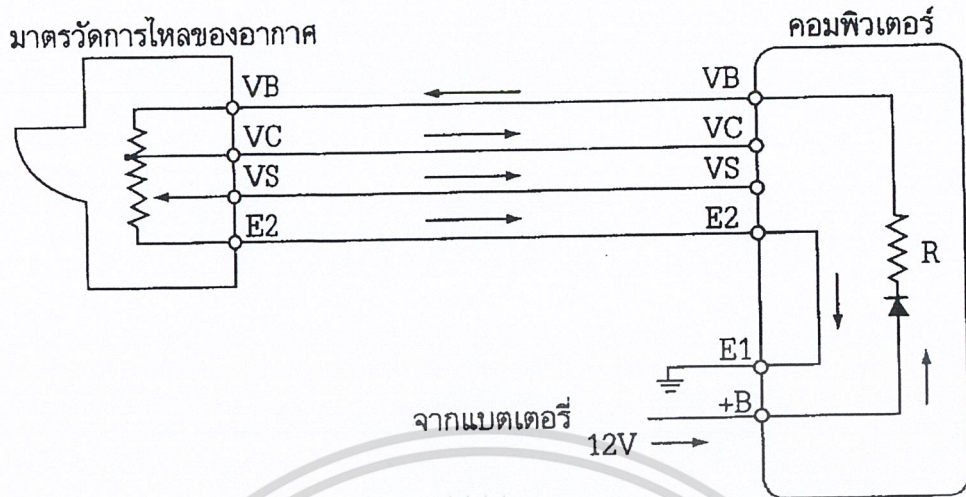 มาตรวัดการไหลของอากาศ
คอมพิวเตอร์
VB
VB
VC
VC
VS
VS
E2
E2
R
E1
+B
จากแบตเตอรี่
12V